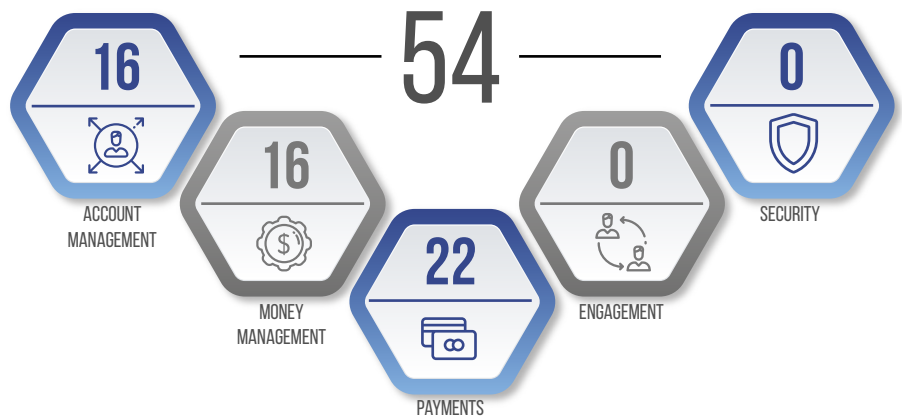 54
16
ACCOUNT
MANAGEMENT
16
$
MONEY
MANAGEMENT
22
PAYMENTS
0
ENGAGEMENT
0
SECURITY